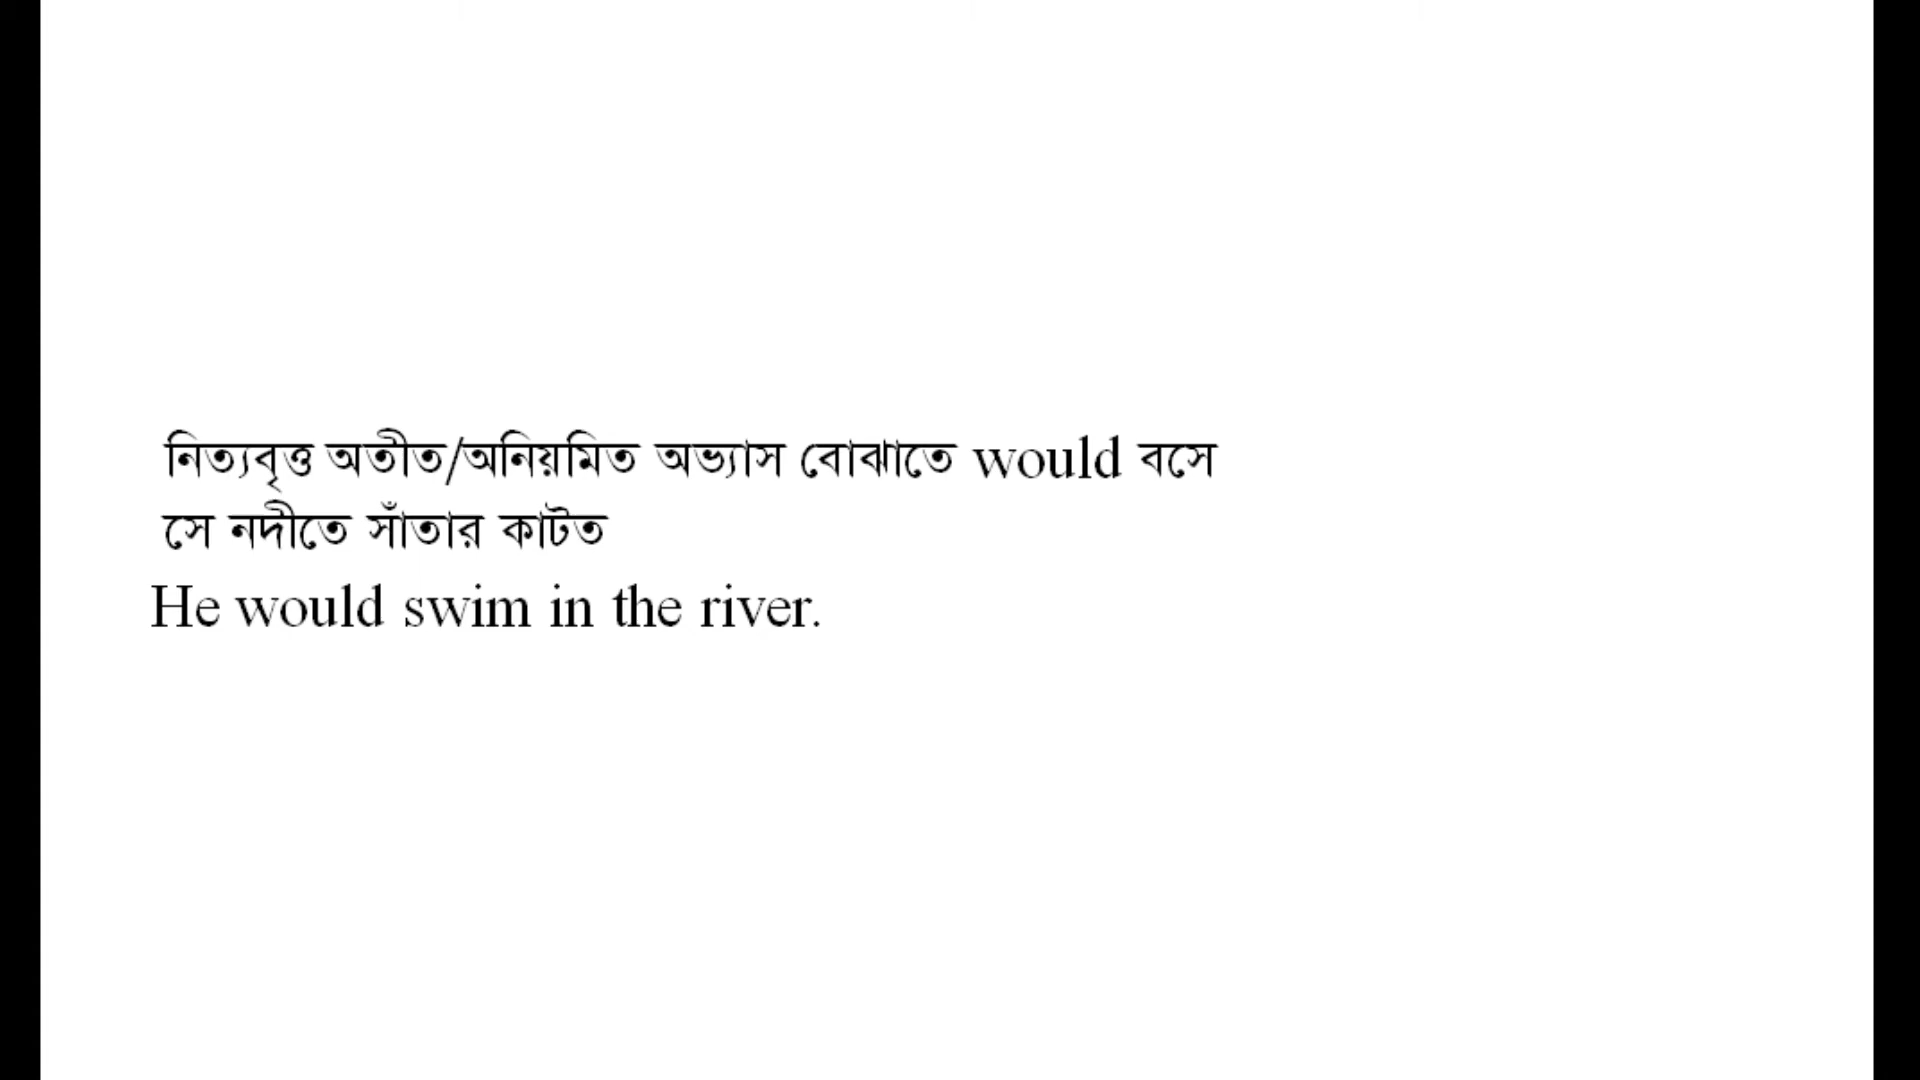 নিত্যবৃত্ত অতীত/অনিয়মিত অভ্যাস বোঝাতে would বসে
সে নদীতে সাঁতার কাটত
He would swim in the river.